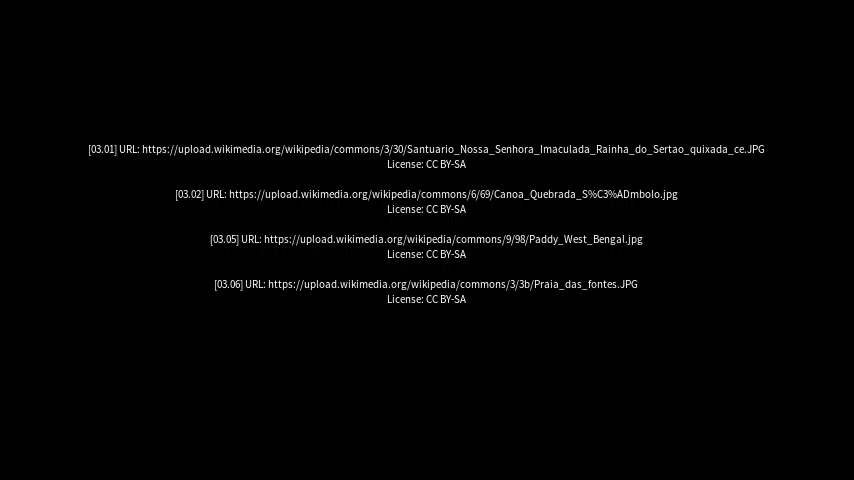 [03.01] URL: https://upload.wikimedia.org/wikipedia/commons/3/30/Santuario_Nossa_Senhora_Imaculada_Rainha_do_Sertao_quixada_ce.JPG
License: CC BY-SA
[03.02] URL: https://upload.wikimedia.org/wikipedia/commons/6/69/Canoa_Quebrada_S%C3%ADmbolo.jpg
License: CC BY-SA
[03.05] URL: https://upload.wikimedia.org/wikipedia/commons/9/98/Paddy_West_Bengal.jpg
License: CC BY-SA
[03.06] URL: https://upload.wikimedia.org/wikipedia/commons/3/3b/Praia_das_fontes.JPG
License: CC BY-SA